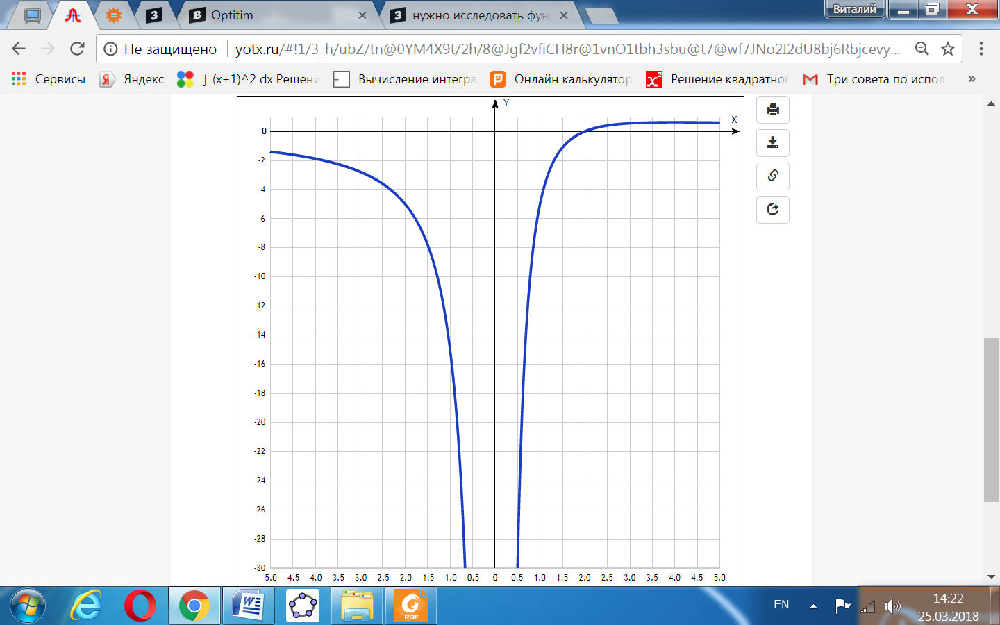 Виталий
Optitim
нужно исследовать фун
Не защищено yotx.ru/#!1/3_h/ubZ/tn@0YM4X9t/2h/8@Jgf2vfiCH8r@1vnO1tbh3sbu@t7@wf7JNo2I2dU8bj6Rbjcevy...
Сервисы Яндекс ∫ (x+1)^2 dx Решени Вычисление интегра Онлайн калькулятор Решение квадратног Три совета по испол »
Y
X
0
-2
-4
-6
-8
-10
-12
-14
-16
-18
-20
-22
-24
-26
-28
-30
-5.0 -4.5 -4.0 -3.5 -3.0 -2.5 -2.0 -1.5 -1.0 -0.5 0 0.5 1.0 1.5 2.0 2.5 3.0 3.5 4.0 4.5 5.0
PDF
EN
14:22
25.03.2018